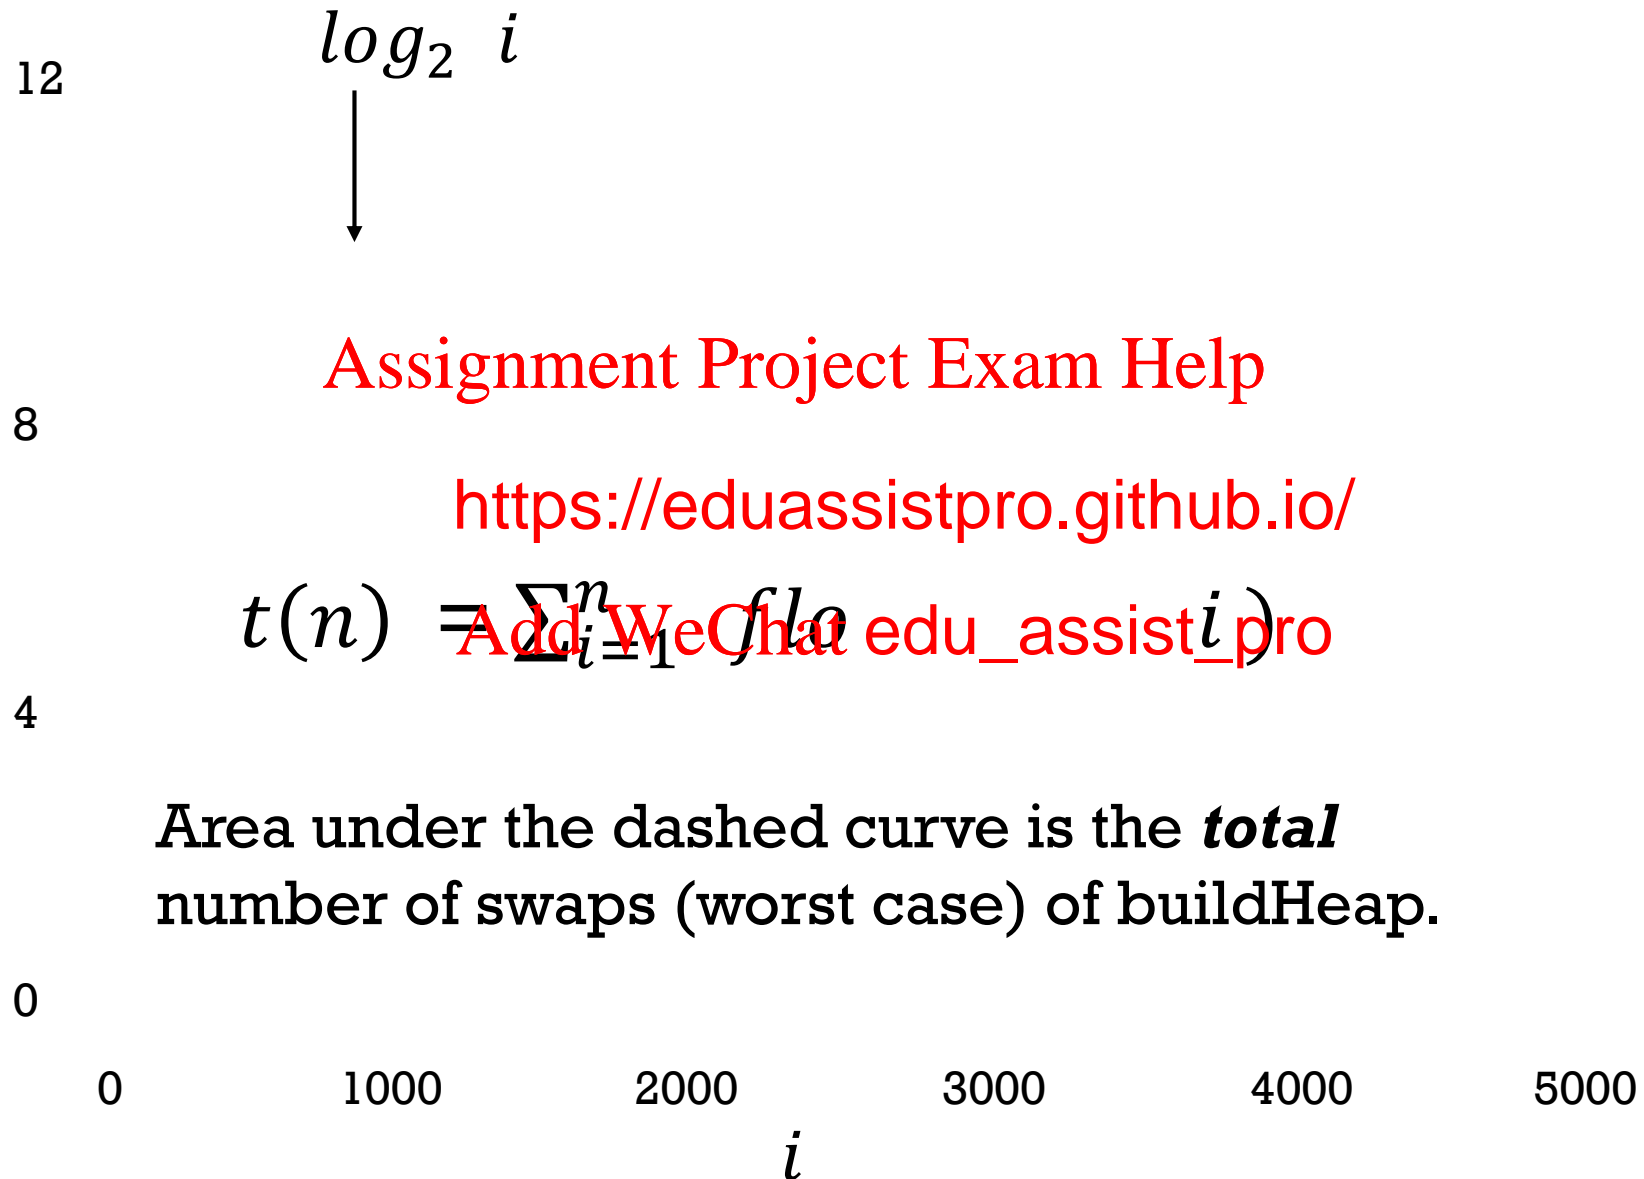 log₂ i
12
Assignment Project Exam Help
8
https://eduassistpro.github.io/
t(n) = ∑ⁿᵢ₌₁ flo i )
Add WeChat edu_assist_pro
4
Area under the dashed curve is the total
number of swaps (worst case) of buildHeap.
0
0 1000 2000 3000 4000 5000
i